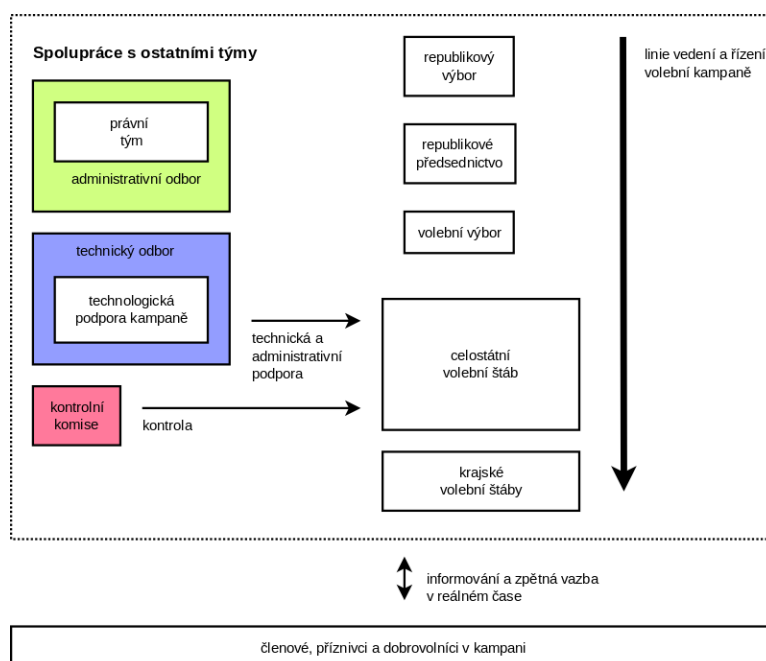 Spolupráce s ostatními týmy
právní
tým
administrativní odbor
technický odbor
technologická
podpora kampaně
kontrolní
komise
technická a
administrativní
podpora
kontrola
republikový
výbor
republikové
předsednictvo
volební výbor
celostátní
volební štáb
krajské
volební štáby
linie vedení a řízení
volební kampaně
informování a zpětná vazba
v reálném čase
členové, příznivci a dobrovolníci v kampani